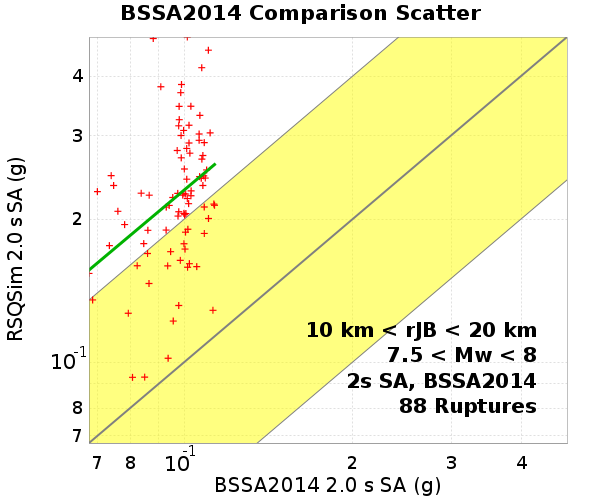 BSSA2014 Comparison Scatter
RSQSim 2.0 s SA (g)
4
3
2
10-1
8
7
10 km < rJB < 20 km
7.5 < Mw < 8
2s SA, BSSA2014
88 Ruptures
7 8 10-1 2 3 4
BSSA2014 2.0 s SA (g)